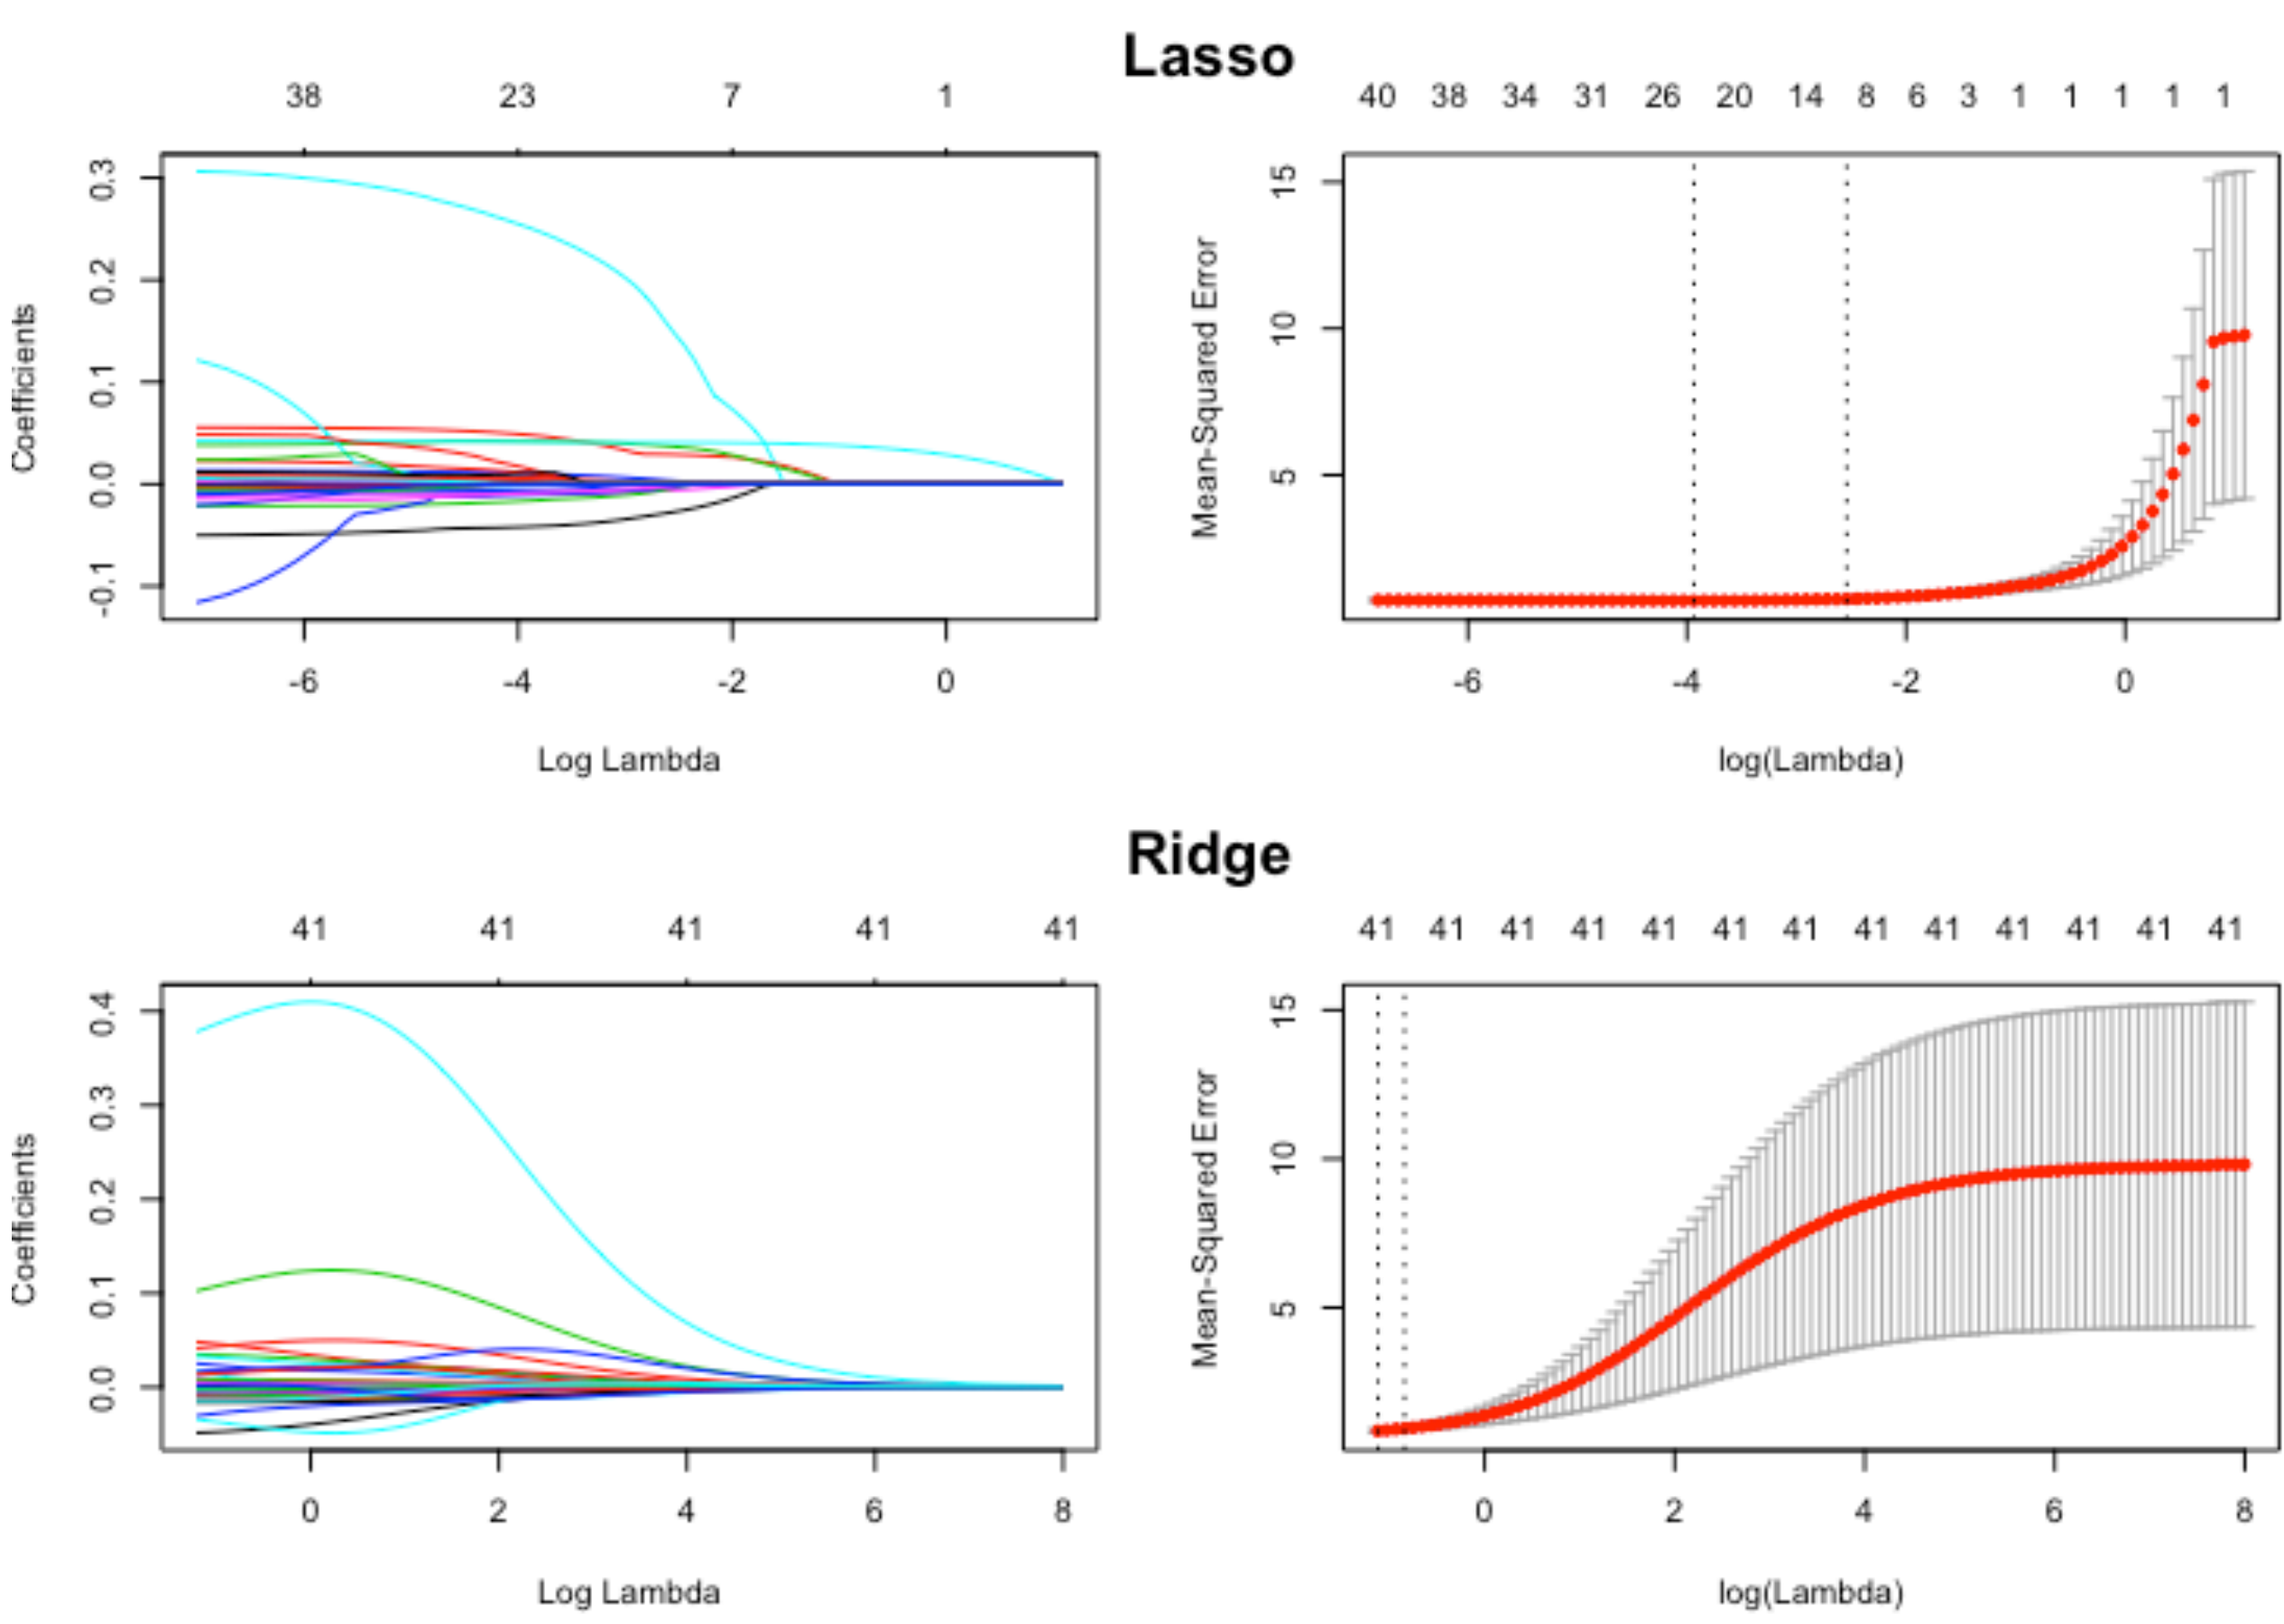 Lasso
38 23 7 1
40 38 34 31 26 20 14 8 6 3 1 1 1 1 1
Coefficients
0.3
0.2
0.1
0.0
-0.1
-6 -4 -2 0
Log Lambda
Mean-Squared Error
15
10
5
-6 -4 -2 0
log(Lambda)
Ridge
41 41 41 41 41
41 41 41 41 41 41 41 41 41 41 41 41 41
Coefficients
0.4
0.3
0.2
0.1
0.0
0 2 4 6 8
Log Lambda
Mean-Squared Error
15
10
5
0 2 4 6 8
log(Lambda)